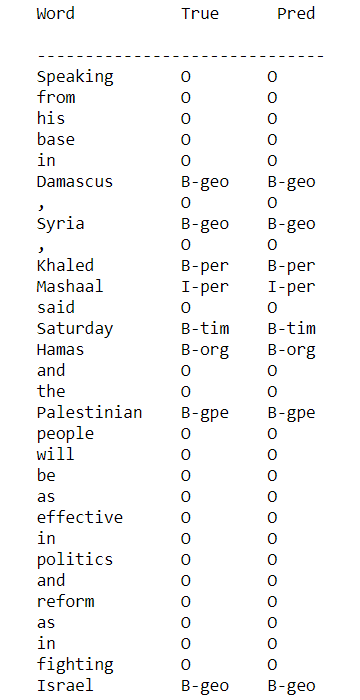 Word True Pred
------------------------------
Speaking O O
from O O
his O O
base O O
in O O
Damascus B-geo B-geo
, O O
Syria B-geo B-geo
, O O
Khaled B-per B-per
Mashaal I-per I-per
said O O
Saturday B-tim B-tim
Hamas B-org B-org
and O O
the O O
Palestinian B-gpe B-gpe
people O O
will O O
be O O
as O O
effective O O
in O O
politics O O
and O O
reform O O
as O O
in O O
fighting O O
Israel B-geo B-geo